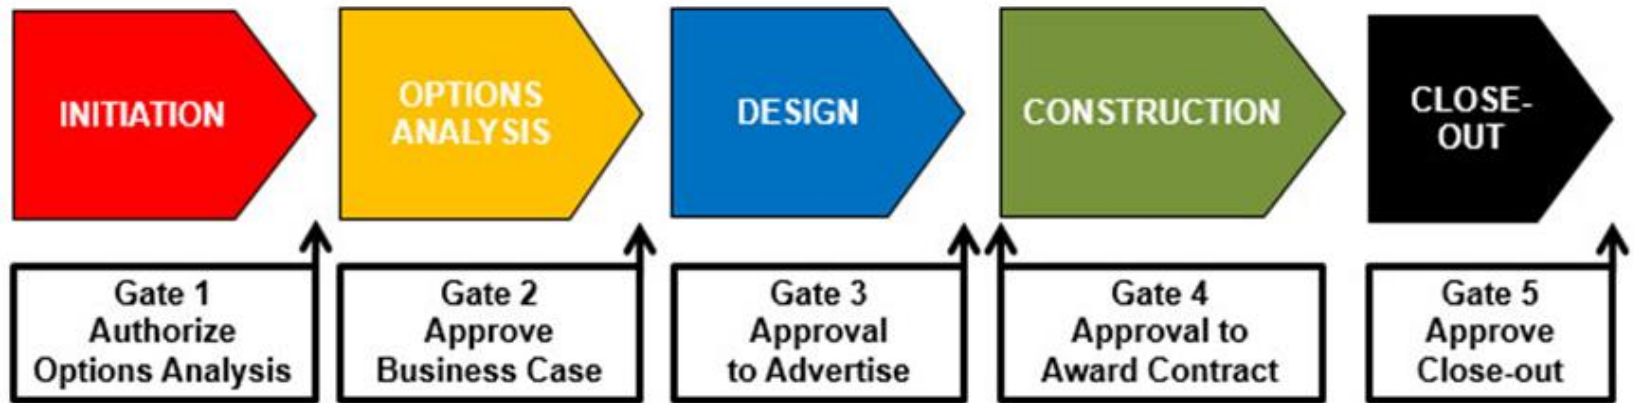 INITIATION
OPTIONS
ANALYSIS
DESIGN
CONSTRUCTION
CLOSE-
OUT
Gate 1
Authorize
Options Analysis
Gate 2
Approve
Business Case
Gate 3
Approval
to Advertise
Gate 4
Approval to
Award Contract
Gate 5
Approve
Close-out